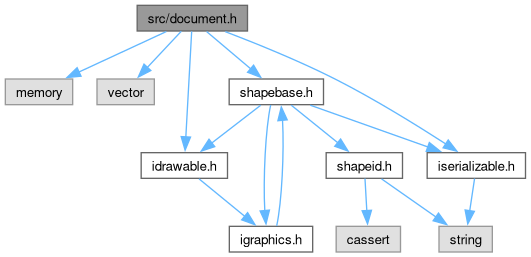 src/document.h
memory
vector
shapebase.h
idrawable.h
shapeid.h
iserializable.h
igraphics.h
cassert
string